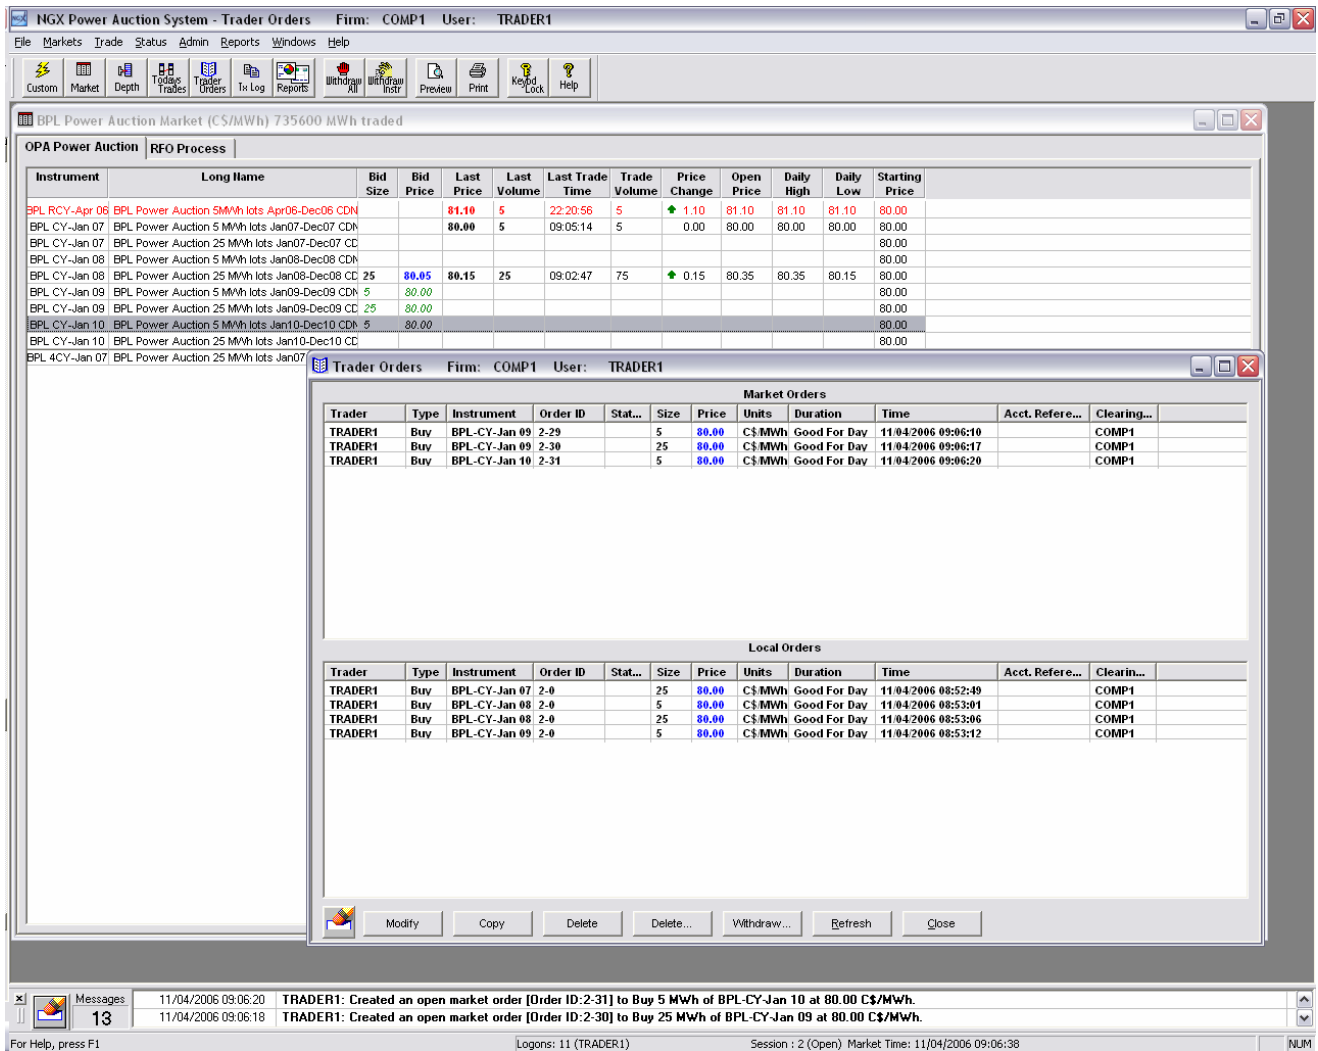 NGX Power Auction System - Trader Orders Firm: COMP1 User: TRADER1
File Markets Trade Status Admin Reports Windows Help
Custom Market Depth Todays Trades Trader Orders Tx Log Reports Withdraw All Withdraw Instr Preview Print Keybd Lock Help
BPL Power Auction Market (C$/MWh) 735600 MWh traded
OPA Power Auction RFO Process
Instrument Long Name Bid Size Bid Price Last Price Last Volume Last Trade Time Trade Volume Price Change Open Price Daily High Daily Low Starting Price
BPL RCY-Apr 06 BPL Power Auction 5MWh lots Apr06-Dec06 CDN 81.10 5 22:20:56 5 1.10 81.10 81.10 81.10 80.00
BPL CY-Jan 07 BPL Power Auction 5 MWh lots Jan07-Dec07 CDN 80.00 5 09:05:14 5 0.00 80.00 80.00 80.00 80.00
BPL CY-Jan 07 BPL Power Auction 25 MWh lots Jan07-Dec07 CD 80.00
BPL CY-Jan 08 BPL Power Auction 5 MWh lots Jan08-Dec08 CDN 80.00
BPL CY-Jan 08 BPL Power Auction 25 MWh lots Jan08-Dec08 CD 25 80.05 80.15 25 09:02:47 75 0.15 80.35 80.35 80.15 80.00
BPL CY-Jan 09 BPL Power Auction 5 MWh lots Jan09-Dec09 CDN 5 80.00 80.00
BPL CY-Jan 09 BPL Power Auction 25 MWh lots Jan09-Dec09 CD 25 80.00 80.00
BPL CY-Jan 10 BPL Power Auction 5 MWh lots Jan10-Dec10 CDN 5 80.00 80.00
BPL CY-Jan 10 BPL Power Auction 25 MWh lots Jan10-Dec10 CD 80.00
BPL 4CY-Jan 07 BPL Power Auction 25 MWh lots Jan07
Trader Orders Firm: COMP1 User: TRADER1
Market Orders
Trader Type Instrument Order ID Stat... Size Price Units Duration Time Acct. Refere... Clearing...
TRADER1 Buy BPL-CY-Jan 09 2-29 5 80.00 C$/MWh Good For Day 11/04/2006 09:06:10 COMP1
TRADER1 Buy BPL-CY-Jan 09 2-30 25 80.00 C$/MWh Good For Day 11/04/2006 09:06:17 COMP1
TRADER1 Buy BPL-CY-Jan 10 2-31 5 80.00 C$/MWh Good For Day 11/04/2006 09:06:20 COMP1
Local Orders
Trader Type Instrument Order ID Stat... Size Price Units Duration Time Acct. Refere... Clearin...
TRADER1 Buy BPL-CY-Jan 07 2-0 25 80.00 C$/MWh Good For Day 11/04/2006 08:52:49 COMP1
TRADER1 Buy BPL-CY-Jan 08 2-0 5 80.00 C$/MWh Good For Day 11/04/2006 08:53:01 COMP1
TRADER1 Buy BPL-CY-Jan 08 2-0 25 80.00 C$/MWh Good For Day 11/04/2006 08:53:06 COMP1
TRADER1 Buy BPL-CY-Jan 09 2-0 5 80.00 C$/MWh Good For Day 11/04/2006 08:53:12 COMP1
Modify Copy Delete Delete... Withdraw... Refresh Close
Messages 13
11/04/2006 09:06:20 TRADER1: Created an open market order [Order ID:2-31] to Buy 5 MWh of BPL-CY-Jan 10 at 80.00 C$/MWh.
11/04/2006 09:06:18 TRADER1: Created an open market order [Order ID:2-30] to Buy 25 MWh of BPL-CY-Jan 09 at 80.00 C$/MWh.
For Help, press F1 Logons: 11 (TRADER1) Session : 2 (Open) Market Time: 11/04/2006 09:06:38 NUM